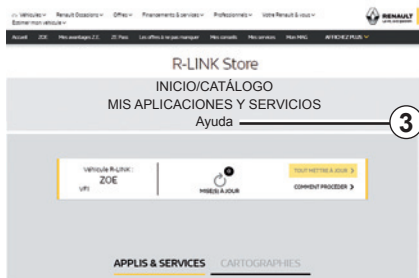 Véhicules Renault Occasions Offres Financements & services Professionnels Votre Renault & vous
Estimer mon véhicule
RENAULT
Accueil ZOE Mes avantages Z.E. ZE Pass Les offres à ne pas manquer Mes conseils Mes services Mon MAG AFFICHEZ PLUS
R-LINK Store
INICIO/CATÁLOGO
MIS APLICACIONES Y SERVICIOS
Ayuda
3
Véhicule R-LINK :
ZOE
VF1
0
MISE(S) À JOUR
TOUT METTRE À JOUR
COMMENT PROCÉDER
APPLIS & SERVICES CARTOGRAPHIES